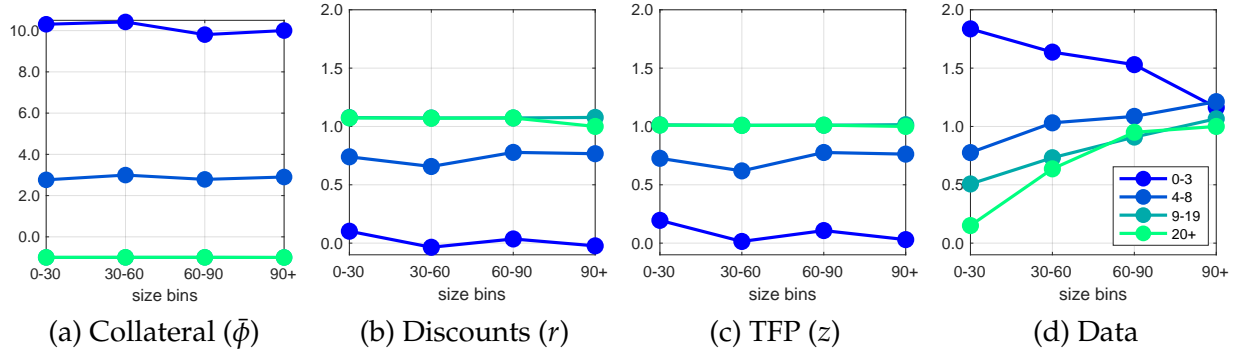 10.0
8.0
6.0
4.0
2.0
0.0
0-30 30-60 60-90 90+
size bins
(a) Collateral (ϕ̄)
2.0
1.5
1.0
0.5
0.0
0-30 30-60 60-90 90+
size bins
(b) Discounts (r)
2.0
1.5
1.0
0.5
0.0
0-30 30-60 60-90 90+
size bins
(c) TFP (z)
2.0
1.5
1.0
0.5
0.0
0-3
4-8
9-19
20+
0-30 30-60 60-90 90+
size bins
(d) Data